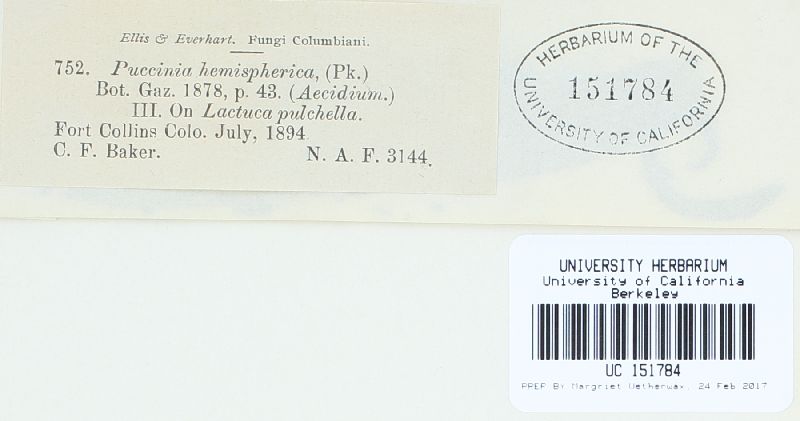 Ellis & Everhart. Fungi Columbiani.
752. Puccinia hemispherica, (Pk.)
Bot. Gaz. 1878, p. 43. (Aecidium.)
III. On Lactuca pulchella.
Fort Collins Colo. July, 1894
C. F. Baker. N. A. F. 3144.
HERBARIUM OF THE
151784
UNIVERSITY OF CALIFORNIA
UNIVERSITY HERBARIUM
University of California
Berkeley
UC 151784
PREP By Margriet Wetherwax, 24 Feb 2017